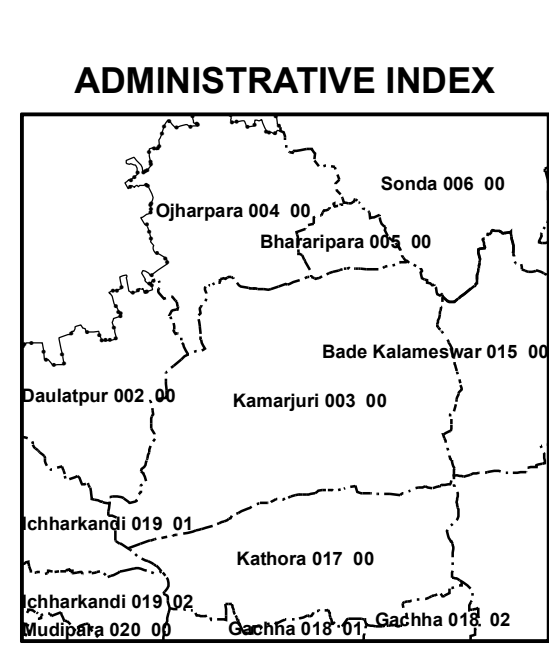 ADMINISTRATIVE INDEX
Sonda 006 00
Ojharpara 004 00
Bhararipara 005 00
Bade Kalameswar 015 00
Daulatpur 002 00
Kamarjuri 003 00
Ichharkandi 019 01
Kathora 017 00
Ichharkandi 019 02
Gachha 018 02
Mudipara 020 00
Gachha 018 01